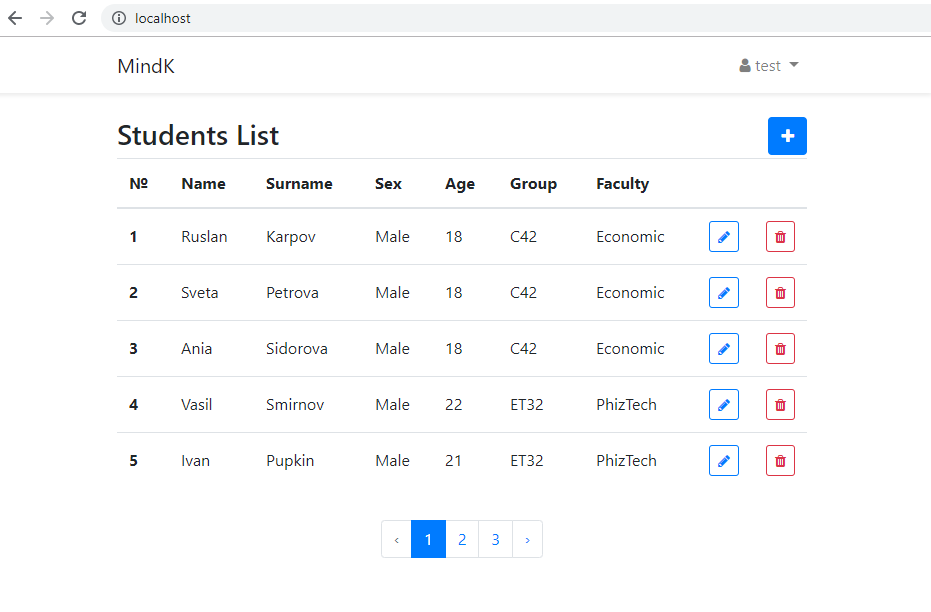 localhost
MindK test
Students List
№ Name Surname Sex Age Group Faculty
1 Ruslan Karpov Male 18 C42 Economic
2 Sveta Petrova Male 18 C42 Economic
3 Ania Sidorova Male 18 C42 Economic
4 Vasil Smirnov Male 22 ET32 PhizTech
5 Ivan Pupkin Male 21 ET32 PhizTech
‹ 1 2 3 ›